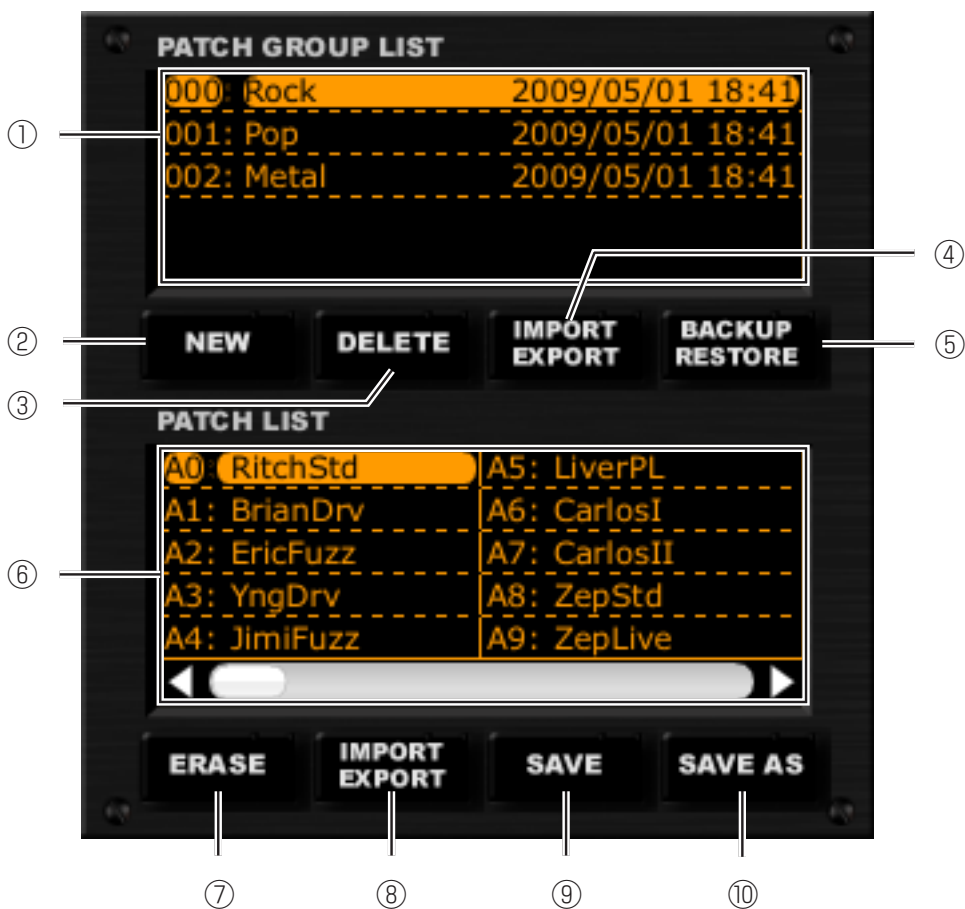 PATCH GROUP LIST
000: Rock 2009/05/01 18:41
① 001: Pop 2009/05/01 18:41
002: Metal 2009/05/01 18:41
④
② NEW DELETE IMPORT EXPORT BACKUP RESTORE ⑤
③
PATCH LIST
A0: RitchStd A5: LiverPL
A1: BrianDrv A6: CarlosI
⑥ A2: EricFuzz A7: CarlosII
A3: YngDrv A8: ZepStd
A4: JimiFuzz A9: ZepLive
ERASE IMPORT EXPORT SAVE SAVE AS
⑦ ⑧ ⑨ ⑩